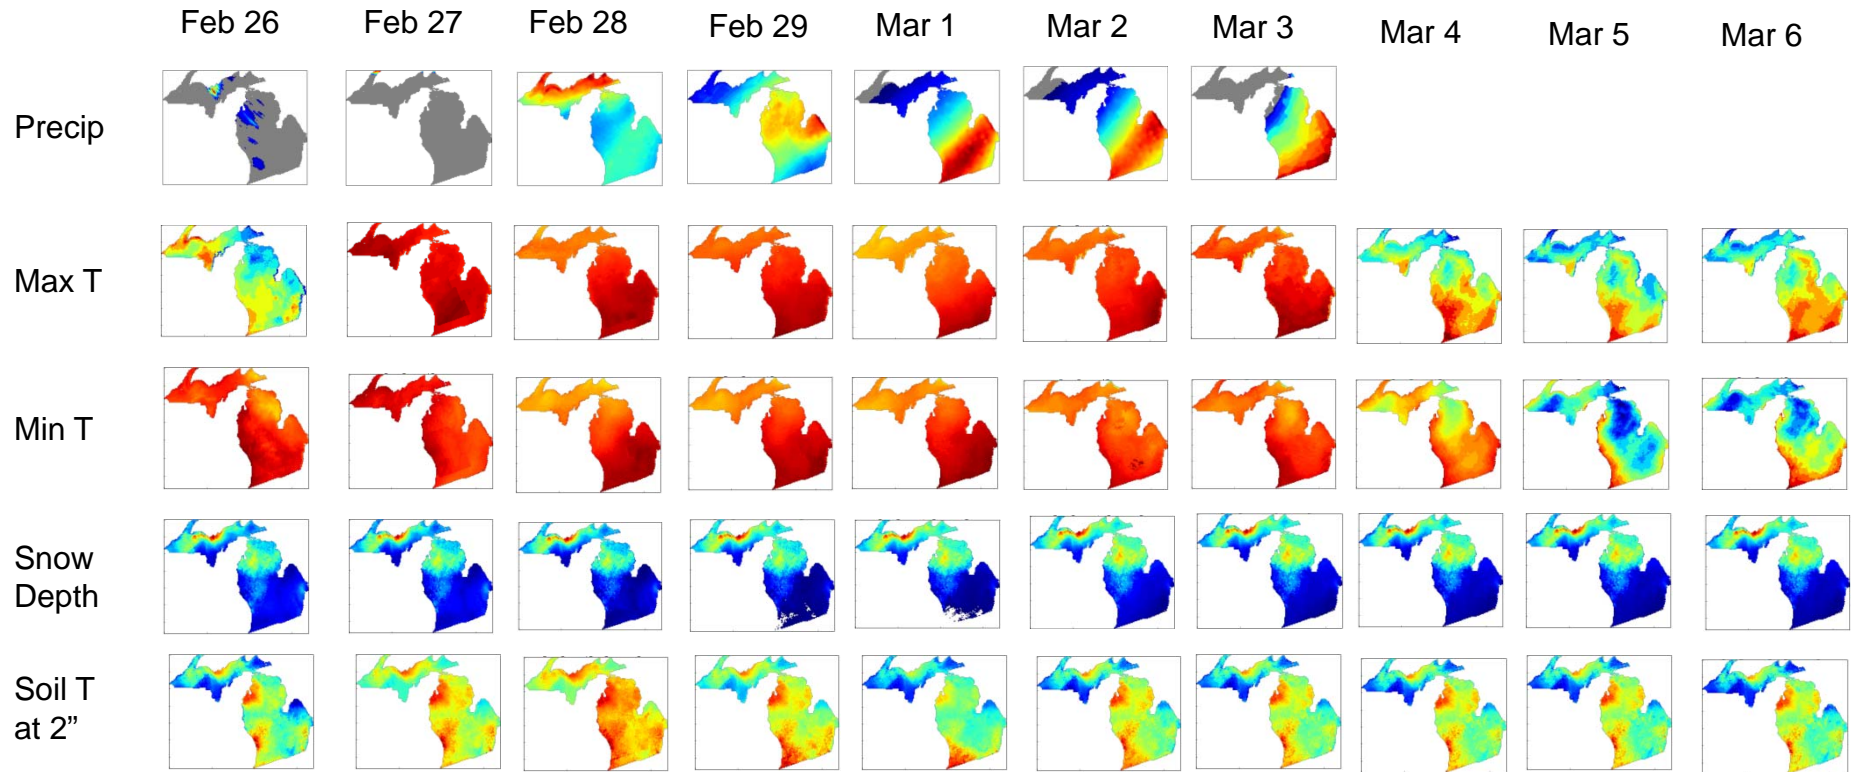 Feb 26 Feb 27 Feb 28 Feb 29 Mar 1 Mar 2 Mar 3 Mar 4 Mar 5 Mar 6
Precip
Max T
Min T
Snow
Depth
Soil T
at 2”